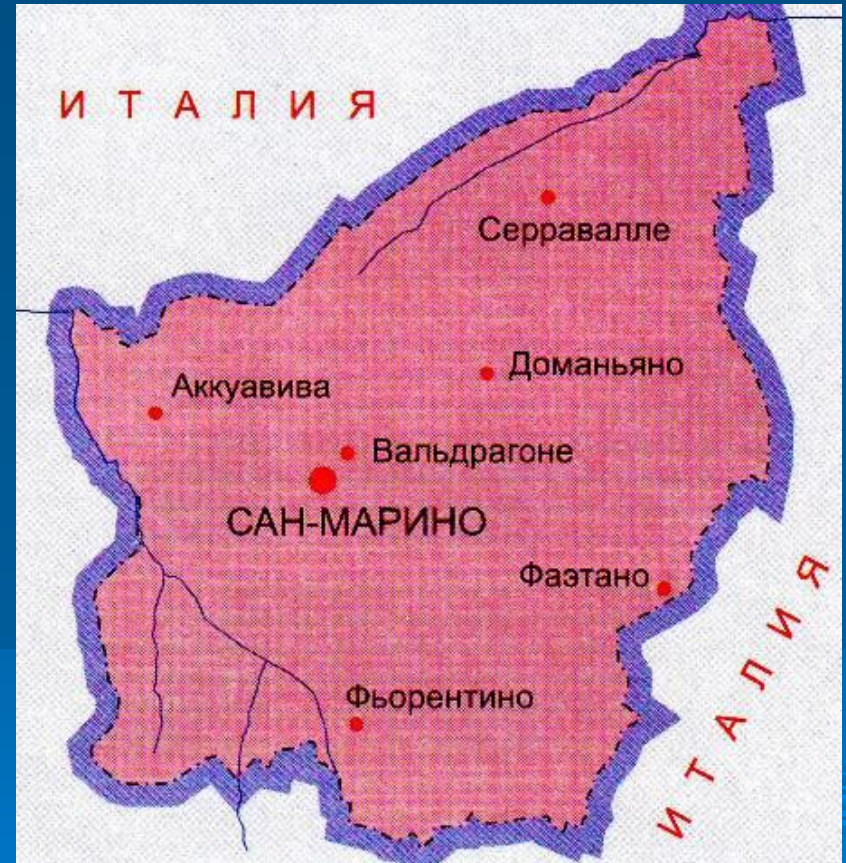 ИТАЛИЯ
Серравалле
Доманьяно
Аккуавива
Вальдрагоне
САН-МАРИНО
Фаэтано
ИТАЛИЯ
Фьорентино